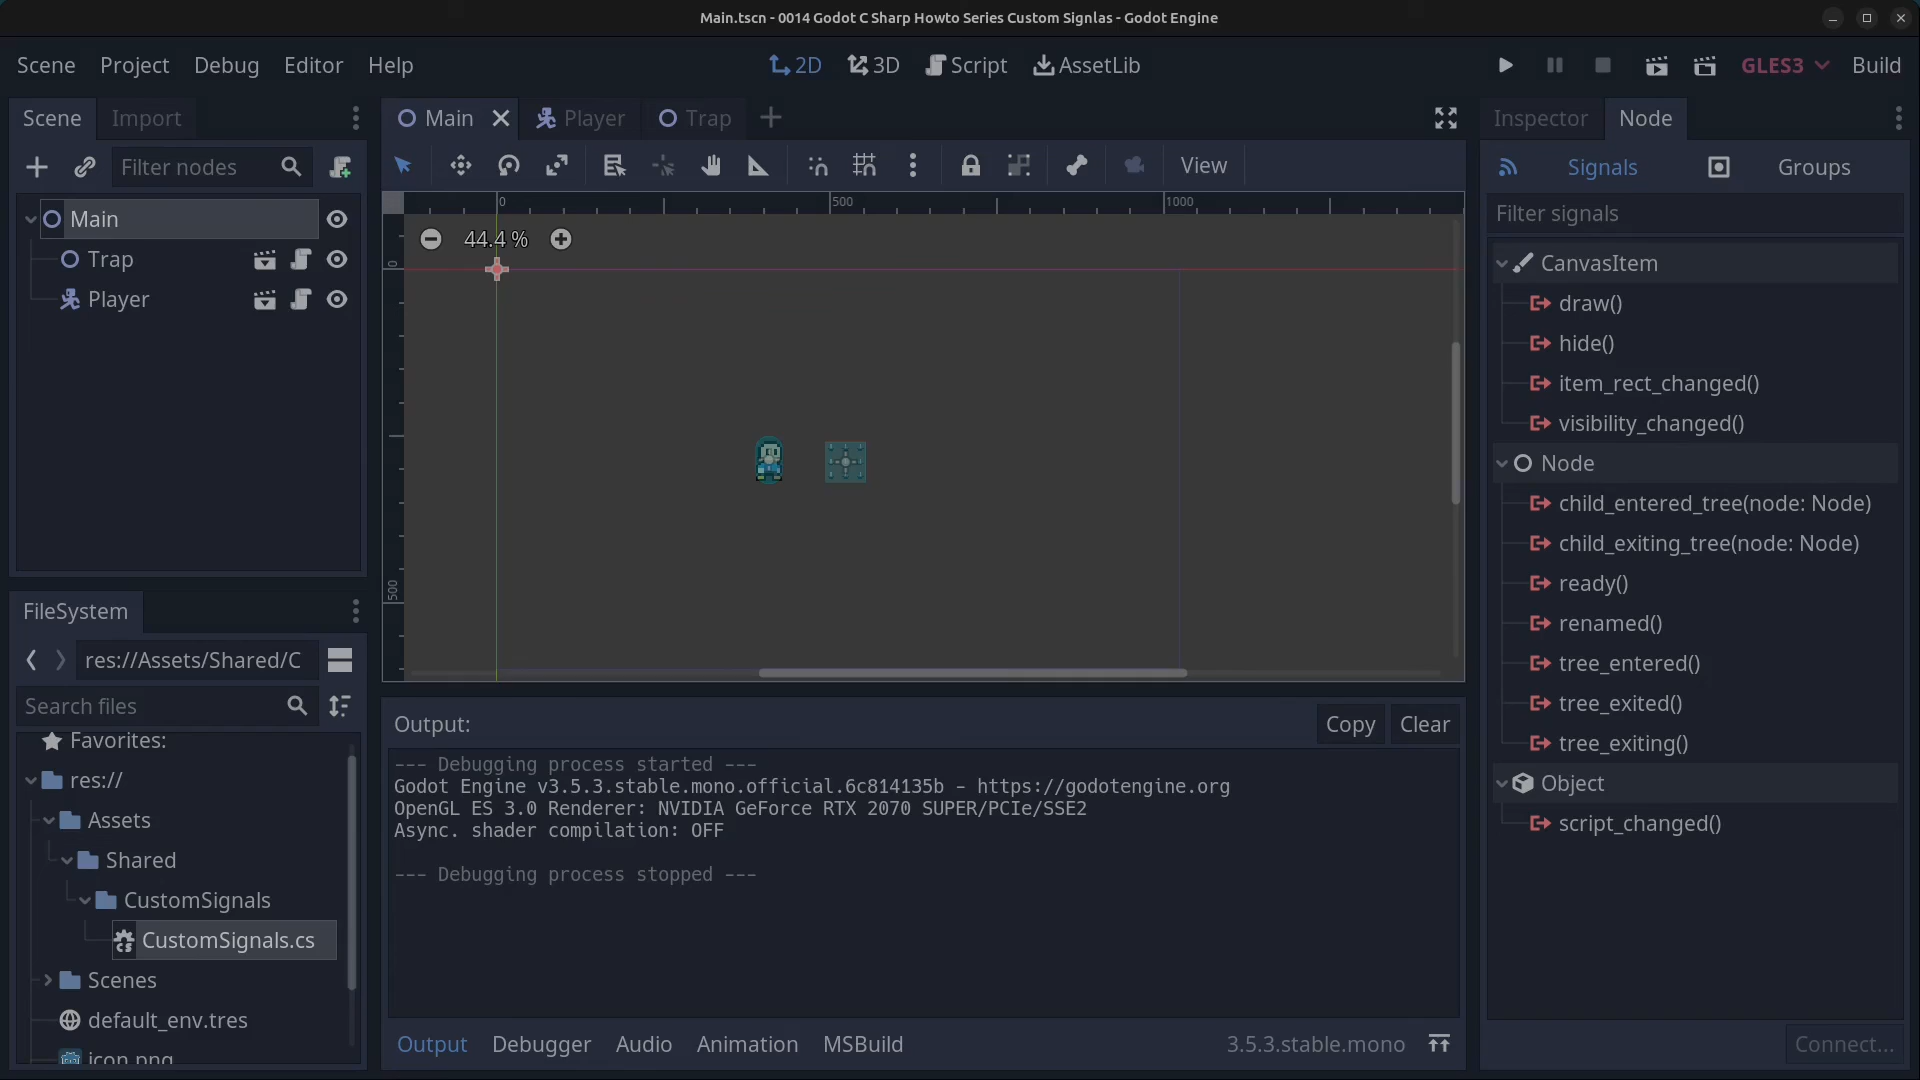 Main.tscn - 0014 Godot C Sharp Howto Series Custom Signlas - Godot Engine
Scene Project Debug Editor Help
2D 3D Script AssetLib
GLES3 Build
Scene Import
Filter nodes
Main
Trap
Player
FileSystem
res://Assets/Shared/C
Search files
Favorites:
res://
Assets
Shared
CustomSignals
CustomSignals.cs
Scenes
default_env.tres
icon.png
Main Player Trap
View
0 500 1000
0
500
44.4 %
Output:
Copy Clear
--- Debugging process started ---
Godot Engine v3.5.3.stable.mono.official.6c814135b - https://godotengine.org
OpenGL ES 3.0 Renderer: NVIDIA GeForce RTX 2070 SUPER/PCIe/SSE2
Async. shader compilation: OFF
--- Debugging process stopped ---
Output Debugger Audio Animation MSBuild
3.5.3.stable.mono
Inspector Node
Signals Groups
Filter signals
CanvasItem
draw()
hide()
item_rect_changed()
visibility_changed()
Node
child_entered_tree(node: Node)
child_exiting_tree(node: Node)
ready()
renamed()
tree_entered()
tree_exited()
tree_exiting()
Object
script_changed()
Connect...